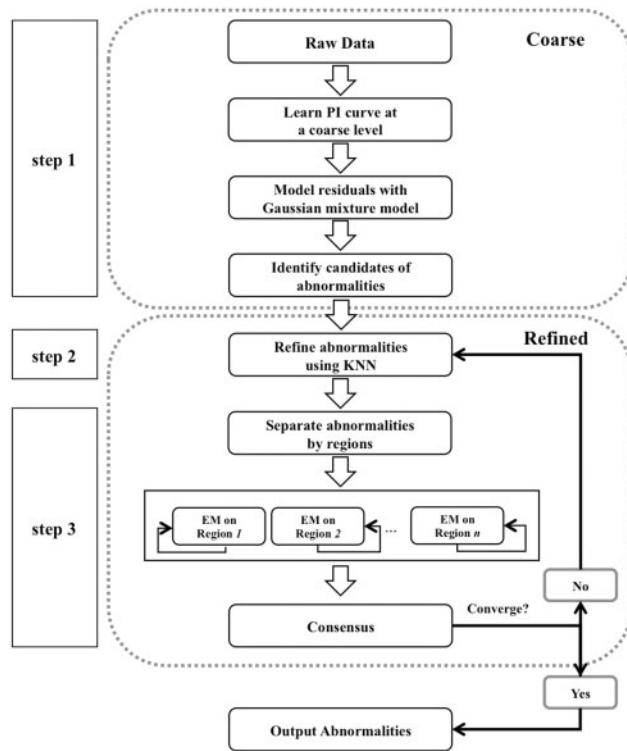 Coarse
Raw Data
Learn PI curve at
a coarse level
step 1
Model residuals with
Gaussian mixture model
Identify candidates of
abnormalities
Refined
step 2
Refine abnormalities
using KNN
Separate abnormalities
by regions
step 3
EM on
Region 1
EM on
Region 2
...
EM on
Region n
No
Converge?
Consensus
Yes
Output Abnormalities